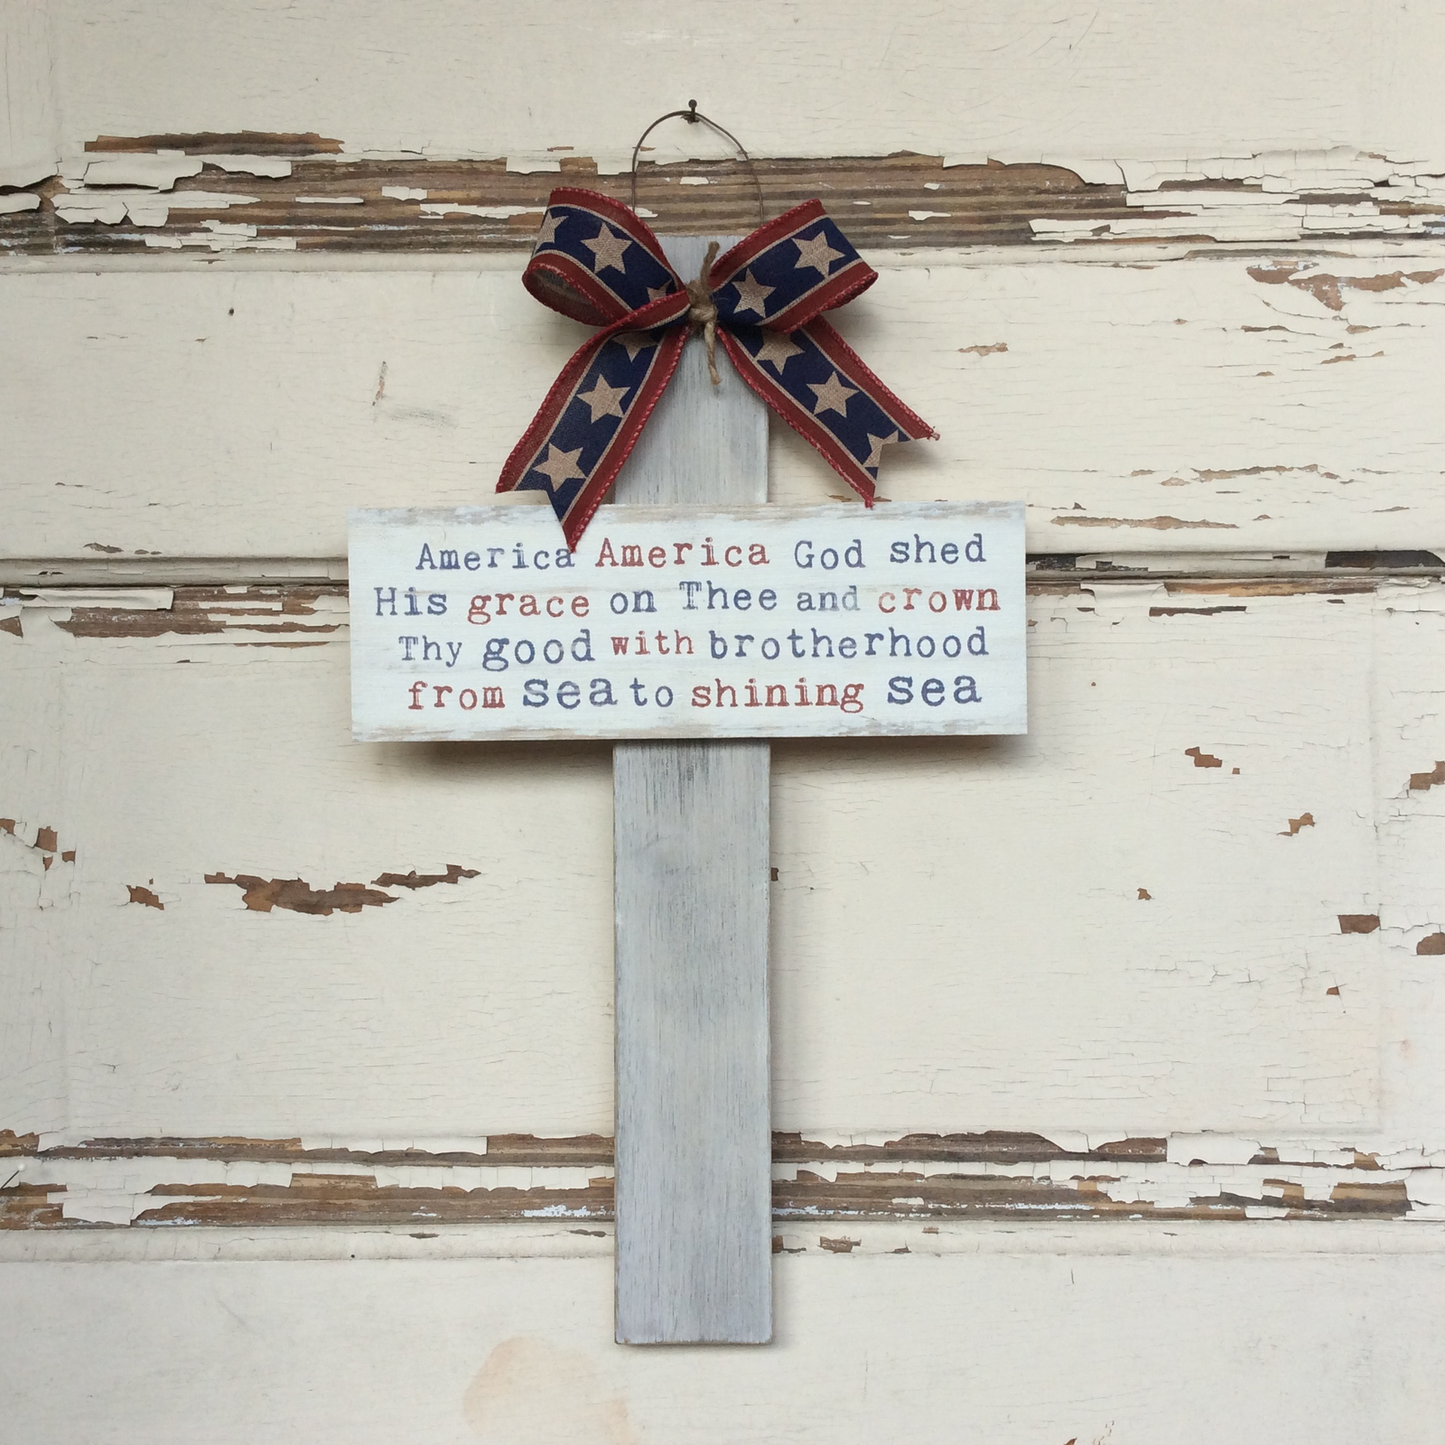 America America God shed
His grace on Thee and crown
Thy good with brotherhood
from sea to shining sea